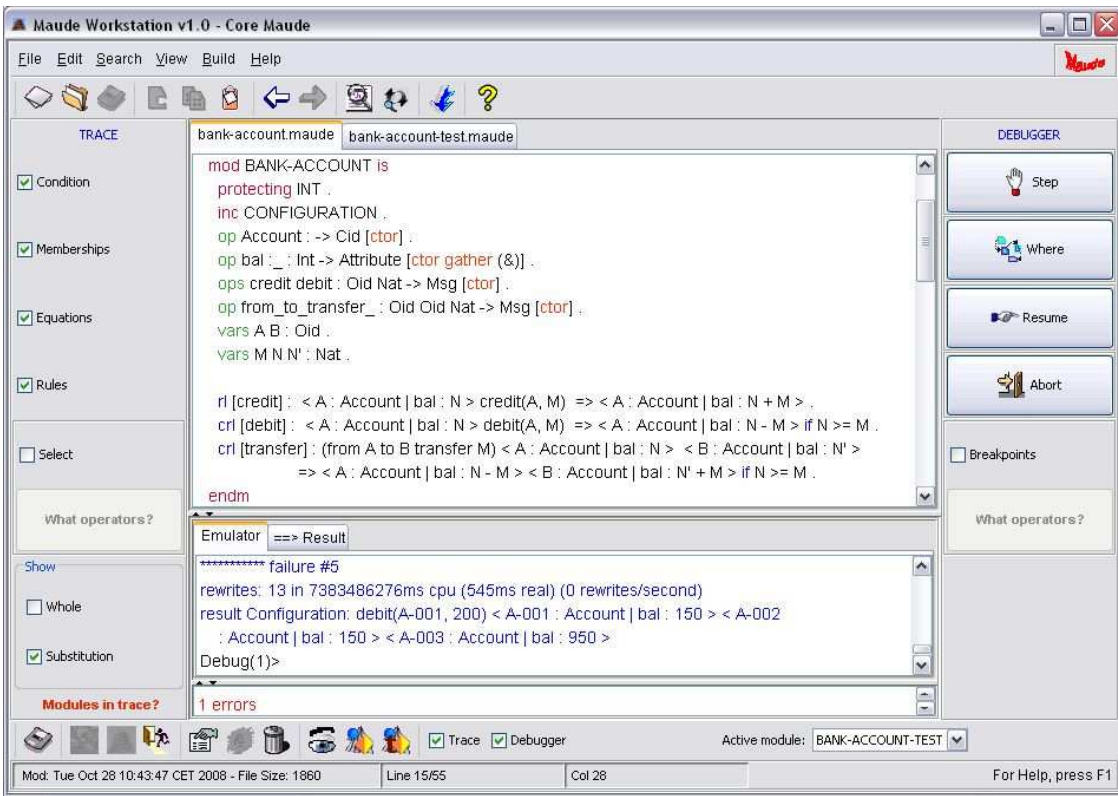 Maude Workstation v1.0 - Core Maude
File Edit Search View Build Help
Maude
TRACE
Condition
Memberships
Equations
Rules
Select
What operators?
Show
Whole
Substitution
Modules in trace?
bank-account.maude bank-account-test.maude
mod BANK-ACCOUNT is
protecting INT .
inc CONFIGURATION .
op Account : -> Cid [ctor] .
op bal :_ : Int -> Attribute [ctor gather (&)] .
ops credit debit : Oid Nat -> Msg [ctor] .
op from_to_transfer_ : Oid Oid Nat -> Msg [ctor] .
vars A B : Oid .
vars M N N' : Nat .
rl [credit] : < A : Account | bal : N > credit(A, M) => < A : Account | bal : N + M > .
crl [debit] : < A : Account | bal : N > debit(A, M) => < A : Account | bal : N - M > if N >= M .
crl [transfer] : (from A to B transfer M) < A : Account | bal : N > < B : Account | bal : N' >
=> < A : Account | bal : N - M > < B : Account | bal : N' + M > if N >= M .
endm
Emulator ==> Result
*********** failure #5
rewrites: 13 in 7383486276ms cpu (545ms real) (0 rewrites/second)
result Configuration: debit(A-001, 200) < A-001 : Account | bal : 150 > < A-002
: Account | bal : 150 > < A-003 : Account | bal : 950 >
Debug(1)>
1 errors
DEBUGGER
Step
Where
Resume
Abort
Breakpoints
What operators?
Trace Debugger Active module: BANK-ACCOUNT-TEST
Mod: Tue Oct 28 10:43:47 CET 2008 - File Size: 1860 Line 15/55 Col 28 For Help, press F1